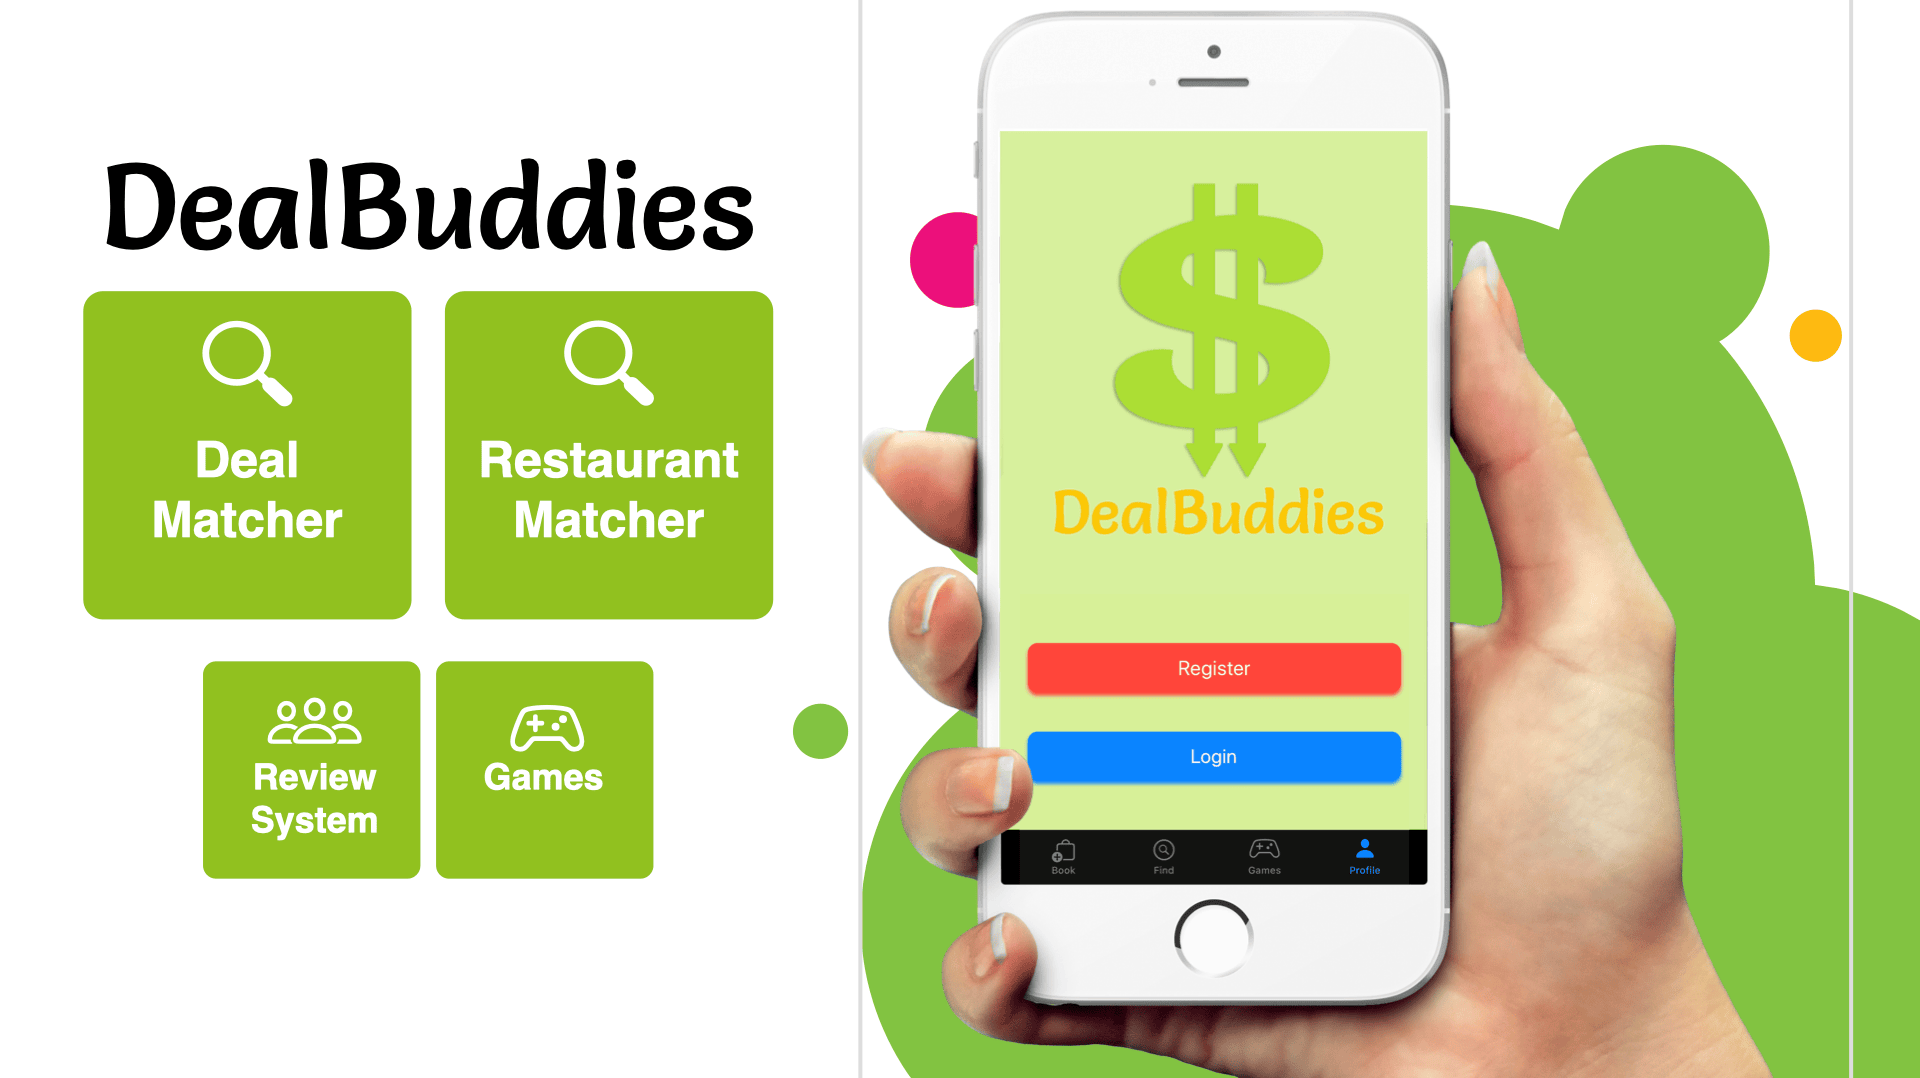 DealBuddies
Deal
Matcher
Restaurant
Matcher
Review
System
Games
DealBuddies
Register
Login
Book
Find
Games
Profile